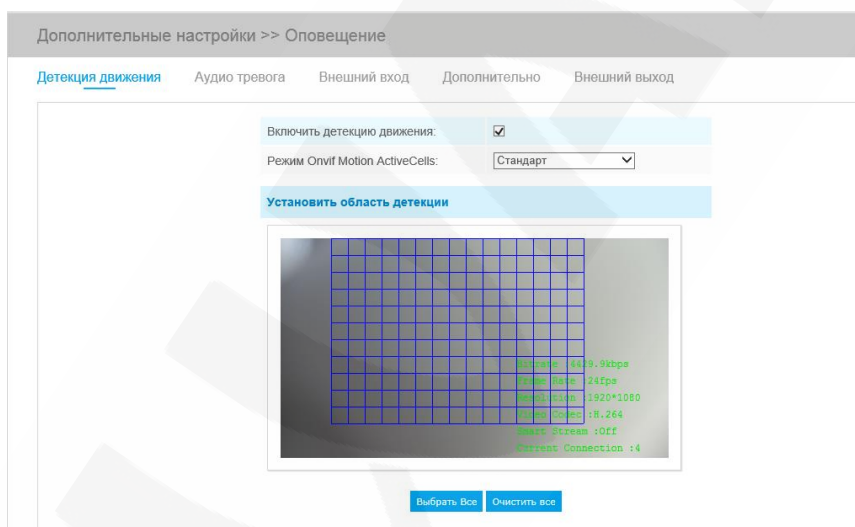 Дополнительные настройки >> Оповещение
Детекция движения Аудио тревога Внешний вход Дополнительно Внешний выход
Включить детекцию движения:
Режим Onvif Motion ActiveCells: Стандарт
Установить область детекции
Bitrate :4429.9kbps
Frame Rate :24fps
Resolution :1920*1080
Video Codec :H.264
Smart Stream :Off
Current Connection :4
Выбрать Все Очистить все